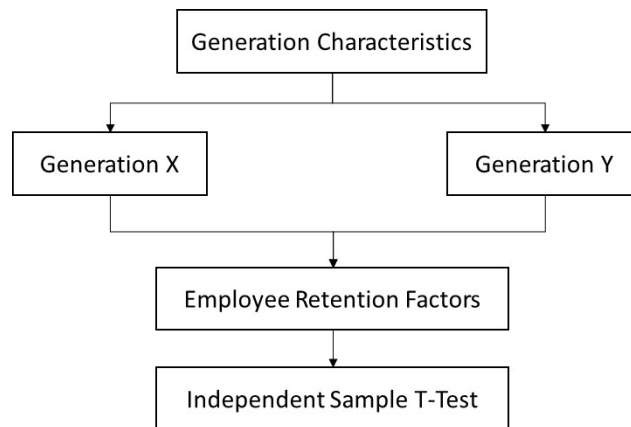 Generation Characteristics
Generation X
Generation Y
Employee Retention Factors
Independent Sample T-Test